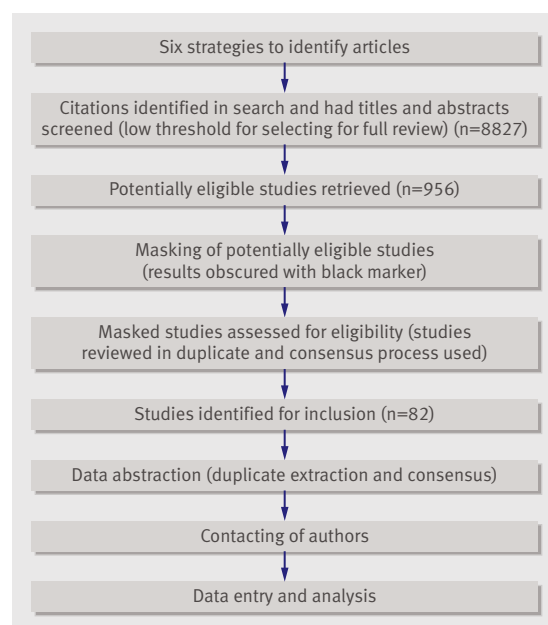 Six strategies to identify articles
Citations identified in search and had titles and abstracts
screened (low threshold for selecting for full review) (n=8827)
Potentially eligible studies retrieved (n=956)
Masking of potentially eligible studies
(results obscured with black marker)
Masked studies assessed for eligibility (studies
reviewed in duplicate and consensus process used)
Studies identified for inclusion (n=82)
Data abstraction (duplicate extraction and consensus)
Contacting of authors
Data entry and analysis